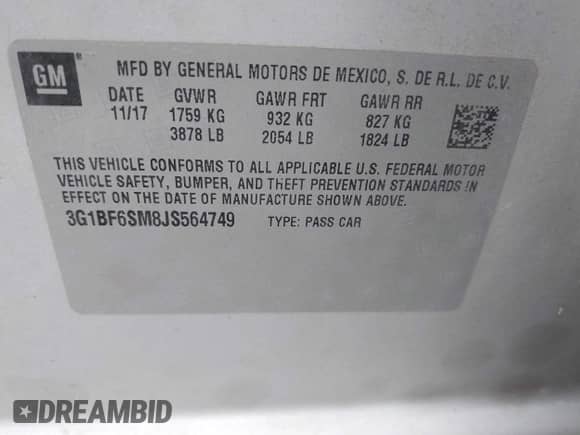 GM®
MFD BY GENERAL MOTORS DE MEXICO, S. DE R.L. DE C.V.
DATE GVWR GAWR FRT GAWR RR
11/17 1759 KG 932 KG 827 KG
3878 LB 2054 LB 1824 LB
THIS VEHICLE CONFORMS TO ALL APPLICABLE U.S. FEDERAL MOTOR
VEHICLE SAFETY, BUMPER, AND THEFT PREVENTION STANDARDS IN
EFFECT ON THE DATE OF MANUFACTURE SHOWN ABOVE.
3G1BF6SM8JS564749 TYPE: PASS CAR
DREAMBID